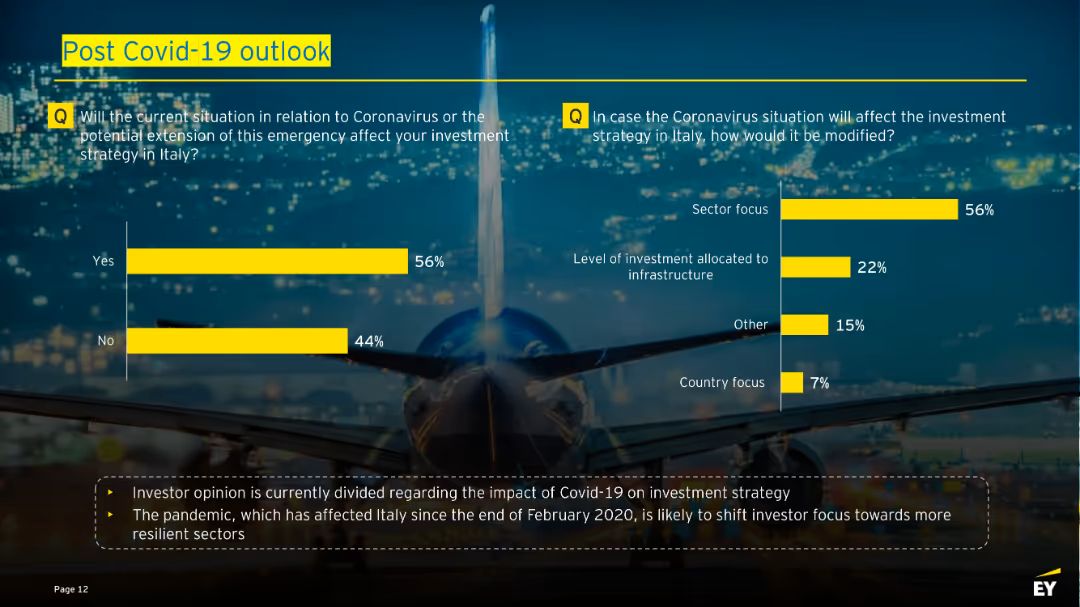 Post Covid-19 outlook
Q
Will the current situation in relation to Coronavirus or the
potential extension of this emergency affect your investment
strategy in Italy?
Yes
56%
No
44%
Q
In case the Coronavirus situation will affect the investment
strategy in Italy, how would it be modified?
Sector focus
56%
Level of investment allocated to
infrastructure
22%
Other
15%
Country focus
7%
Investor opinion is currently divided regarding the impact of Covid-19 on investment strategy
The pandemic, which has affected Italy since the end of February 2020, is likely to shift investor focus towards more
resilient sectors
Page 12
EY